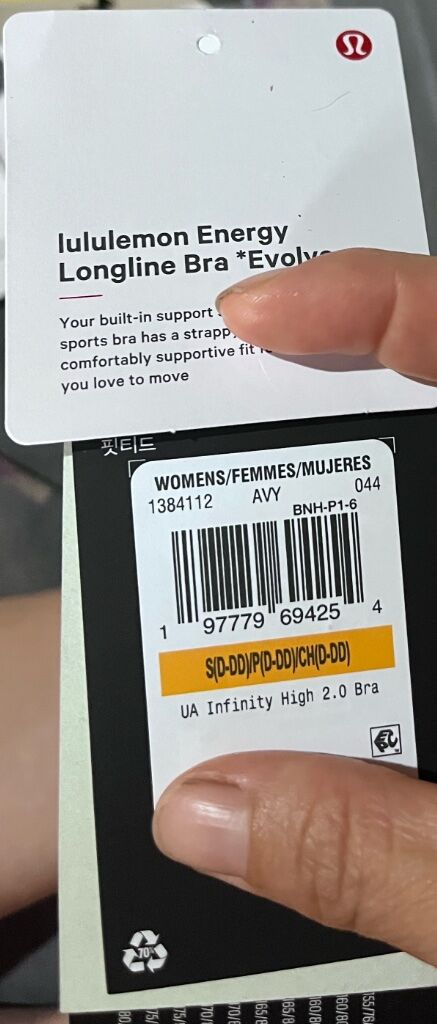 lululemon Energy
Longline Bra *Evolve
Your built-in support
sports bra has a strapp
comfortably supportive fit
you love to move
핏티드
WOMENS/FEMMES/MUJERES
1384112 AVY 044
BNH-P1-6
1 97779 69425 4
S(D-DD)/P(D-DD)/CH(D-DD)
UA Infinity High 2.0 Bra
70%